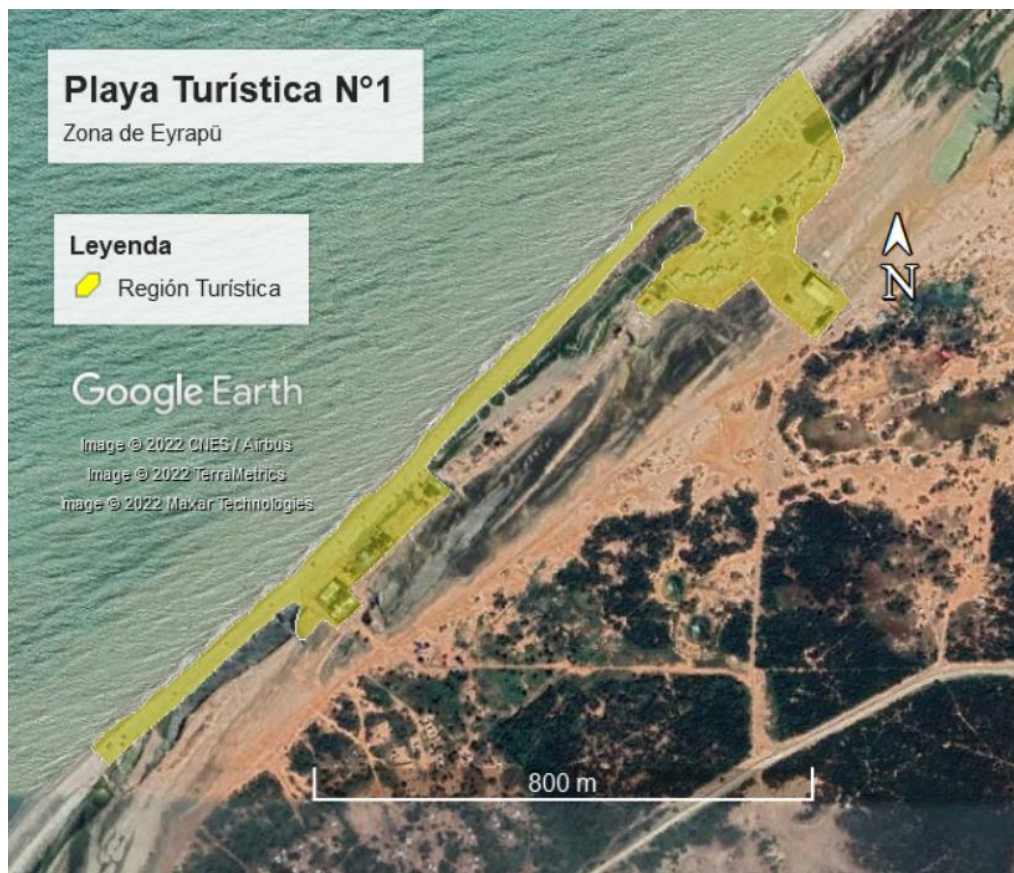 Playa Turística N°1
Zona de Eyrapü
Leyenda
Región Turística
N
Google Earth
Image © 2022 CNES / Airbus
Image © 2022 TerraMetrics
Image © 2022 Maxar Technologies
800 m